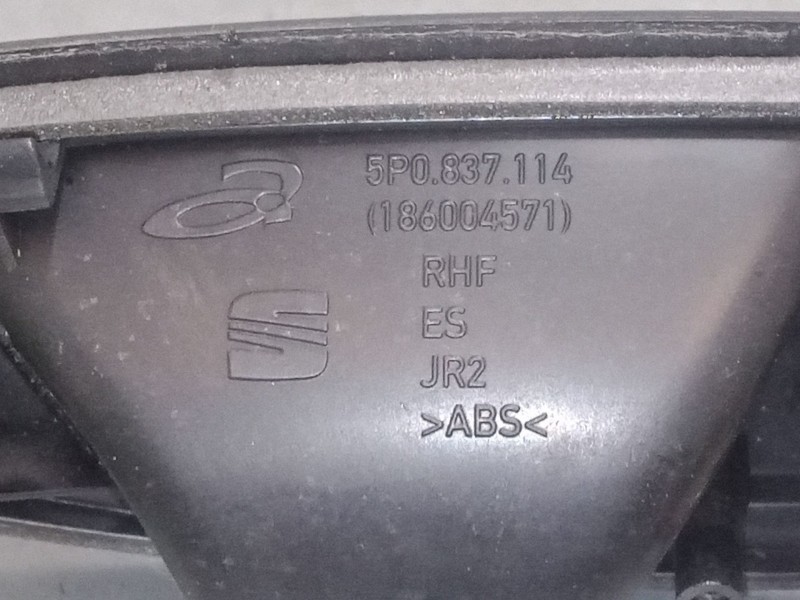 5P0.837.114
(186004571)
RHF
ES
JR2
>ABS<